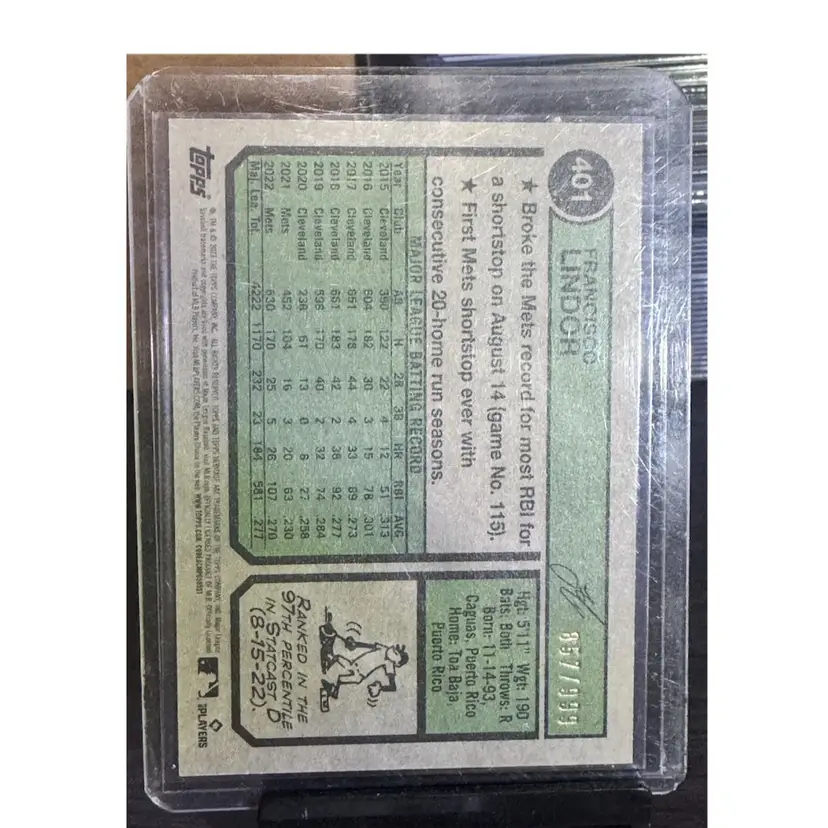 401
FRANCISCO
LINDOR
857/999
★ Broke the Mets record for most RBI for
a shortstop on August 14 (game No. 115).
★ First Mets shortstop ever with
consecutive 20-home run seasons.
MAJOR LEAGUE BATTING RECORD
Year Club AB H 2B 3B HR RBI AVG
2015 Cleveland 390 122 22 4 12 51 .313
2016 Cleveland 604 182 30 3 15 78 .301
2017 Cleveland 651 178 44 4 33 89 .273
2018 Cleveland 661 183 42 2 38 92 .277
2019 Cleveland 598 170 40 2 32 74 .284
2020 Cleveland 236 61 13 0 8 27 .258
2021 Mets 452 104 16 3 20 63 .230
2022 Mets 630 170 25 5 26 107 .270
Maj. Lea. Tot. 4222 1170 232 23 184 581 .277
Hgt: 5'11" Wgt: 190
Bats: Both Throws: R
Born: 11-14-93,
Caguas, Puerto Rico
Home: Toa Baja
Puerto Rico
RANKED IN THE
97TH PERCENTILE
IN STATCAST D
(8-15-22).
TOPPS
PLAYERS